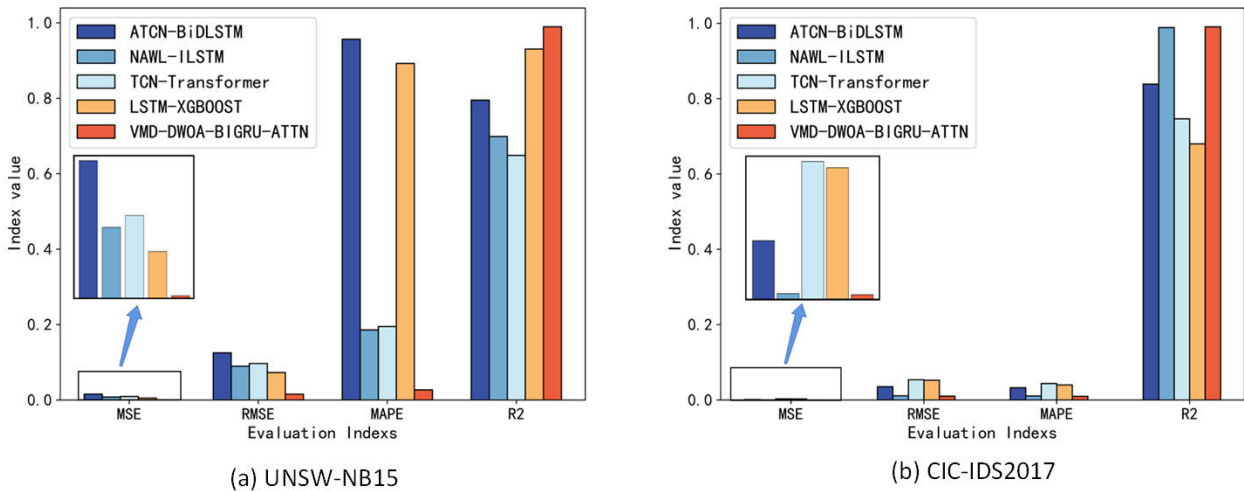 1.0
0.8
0.6
0.4
0.2
0.0
Index value
ATCN-BiDLSTM
NAWL-ILSTM
TCN-Transformer
LSTM-XGBOOST
VMD-DWOA-BIGRU-ATTN
MSE
RMSE
MAPE
R2
Evaluation Indexs
(a) UNSW-NB15
1.0
0.8
0.6
0.4
0.2
0.0
Index value
ATCN-BiDLSTM
NAWL-ILSTM
TCN-Transformer
LSTM-XGBOOST
VMD-DWOA-BIGRU-ATTN
MSE
RMSE
MAPE
R2
Evaluation Indexs
(b) CIC-IDS2017